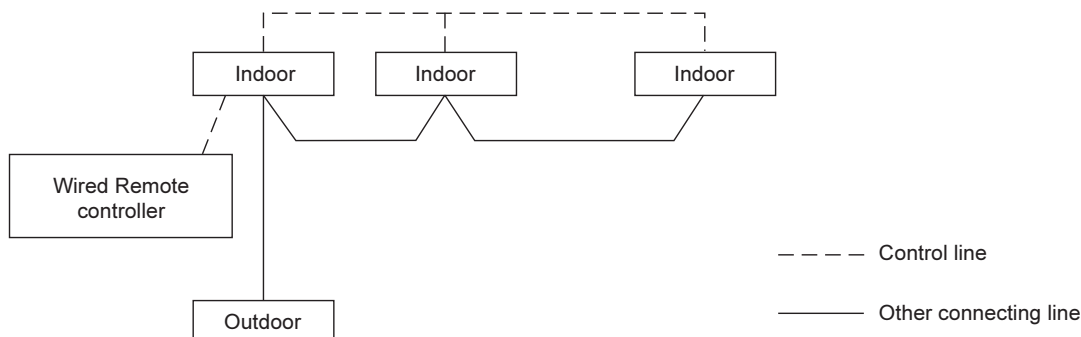 Indoor
Indoor
Indoor
Wired Remote
controller
Control line
Other connecting line
Outdoor